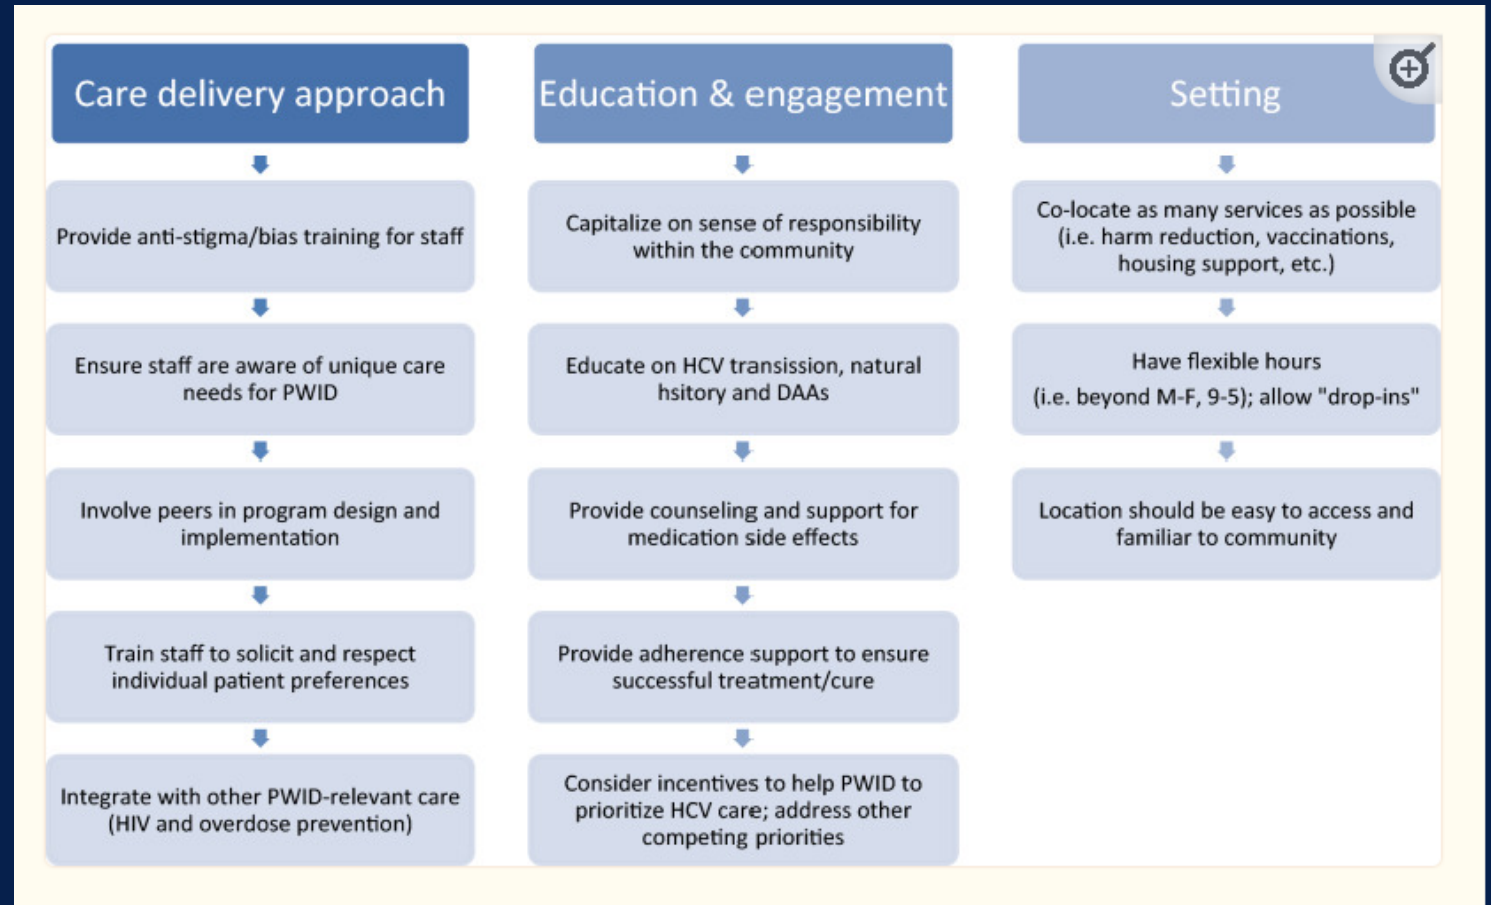 Care delivery approach
Provide anti-stigma/bias training for staff
Ensure staff are aware of unique care
needs for PWID
Involve peers in program design and
implementation
Train staff to solicit and respect
individual patient preferences
Integrate with other PWID-relevant care
(HIV and overdose prevention)
Education & engagement
Capitalize on sense of responsibility
within the community
Educate on HCV transission, natural
hsitory and DAAs
Provide counseling and support for
medication side effects
Provide adherence support to ensure
successful treatment/cure
Consider incentives to help PWID to
prioritize HCV care; address other
competing priorities
Setting
Co-locate as many services as possible
(i.e. harm reduction, vaccinations,
housing support, etc.)
Have flexible hours
(i.e. beyond M-F, 9-5); allow "drop-ins"
Location should be easy to access and
familiar to community